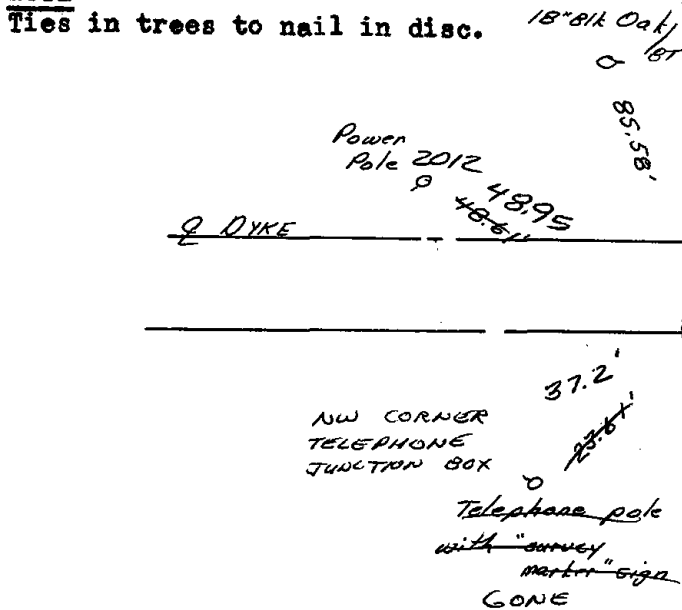 Ties in trees to nail in disc.
18" Blk Oak/
BT
85.58'
Power
Pole 2012
48.95
48.61'
℄ DYKE
37.2'
NW CORNER
TELEPHONE
JUNCTION BOX
Telephone pole
with "survey
marker" sign
GONE